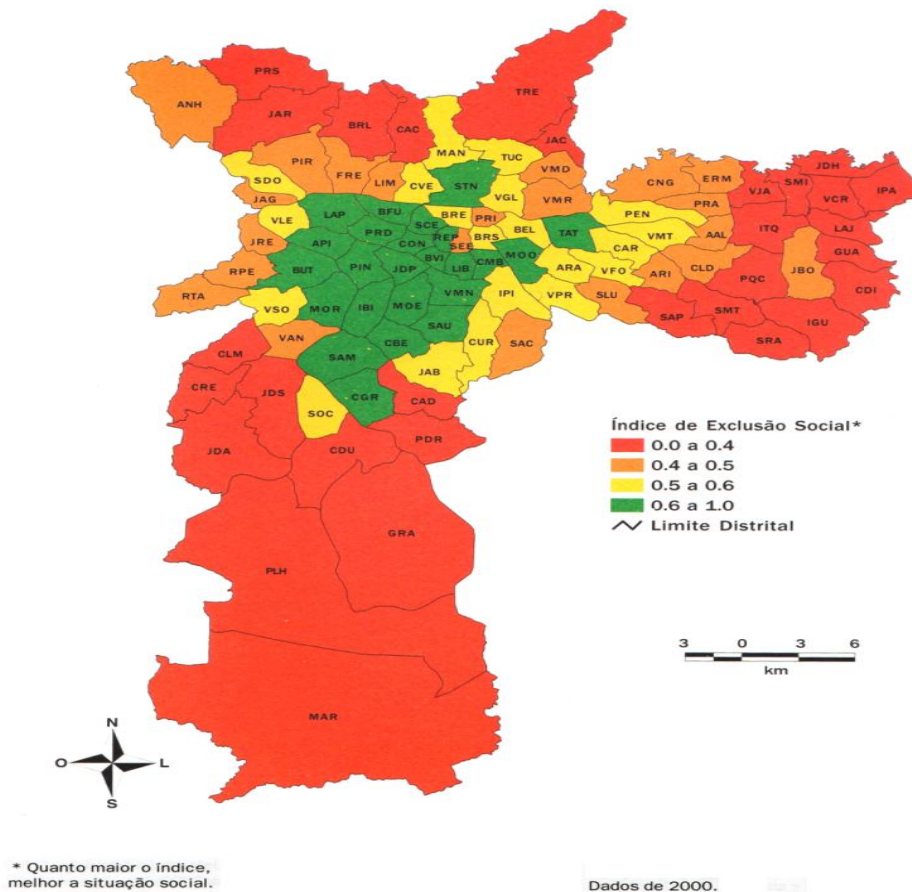 PRS
TRE
ANH
JAR
BRL
CAC
JAC
MAN
PIR
TUC
JDH
VMD
FRE
LIM
SDO
CVE
STN
CNG
ERM
VJA
SMI
IPA
VGL
VMR
JAG
PRA
VCR
LAP
BFU
BRE
PRI
PEN
VLE
SCE
ITQ
LAJ
PRD
REP
BRS
BEL
TAT
VMT
AAL
JRE
API
CON
SEE
CAR
GUA
BVI
MOO
RPE
BUT
PIN
JDP
LIB
CMB
ARA
VFO
ARI
CLD
PQC
JBO
CDI
RTA
VMN
IPI
VPR
SLU
VSO
MOR
IBI
MDE
SAP
SMT
IGU
SAU
VAN
CBE
CUR
SAC
SRA
CLM
SAM
JAB
CRE
JDS
CGR
CAD
SOC
PDR
JDA
CDU
GRA
PLH
MAR
Índice de Exclusão Social*
0.0 a 0.4
0.4 a 0.5
0.5 a 0.6
0.6 a 1.0
Limite Distrital
3 0 3 6
km
N
O L
S
* Quanto maior o índice,
melhor a situação social.
Dados de 2000.